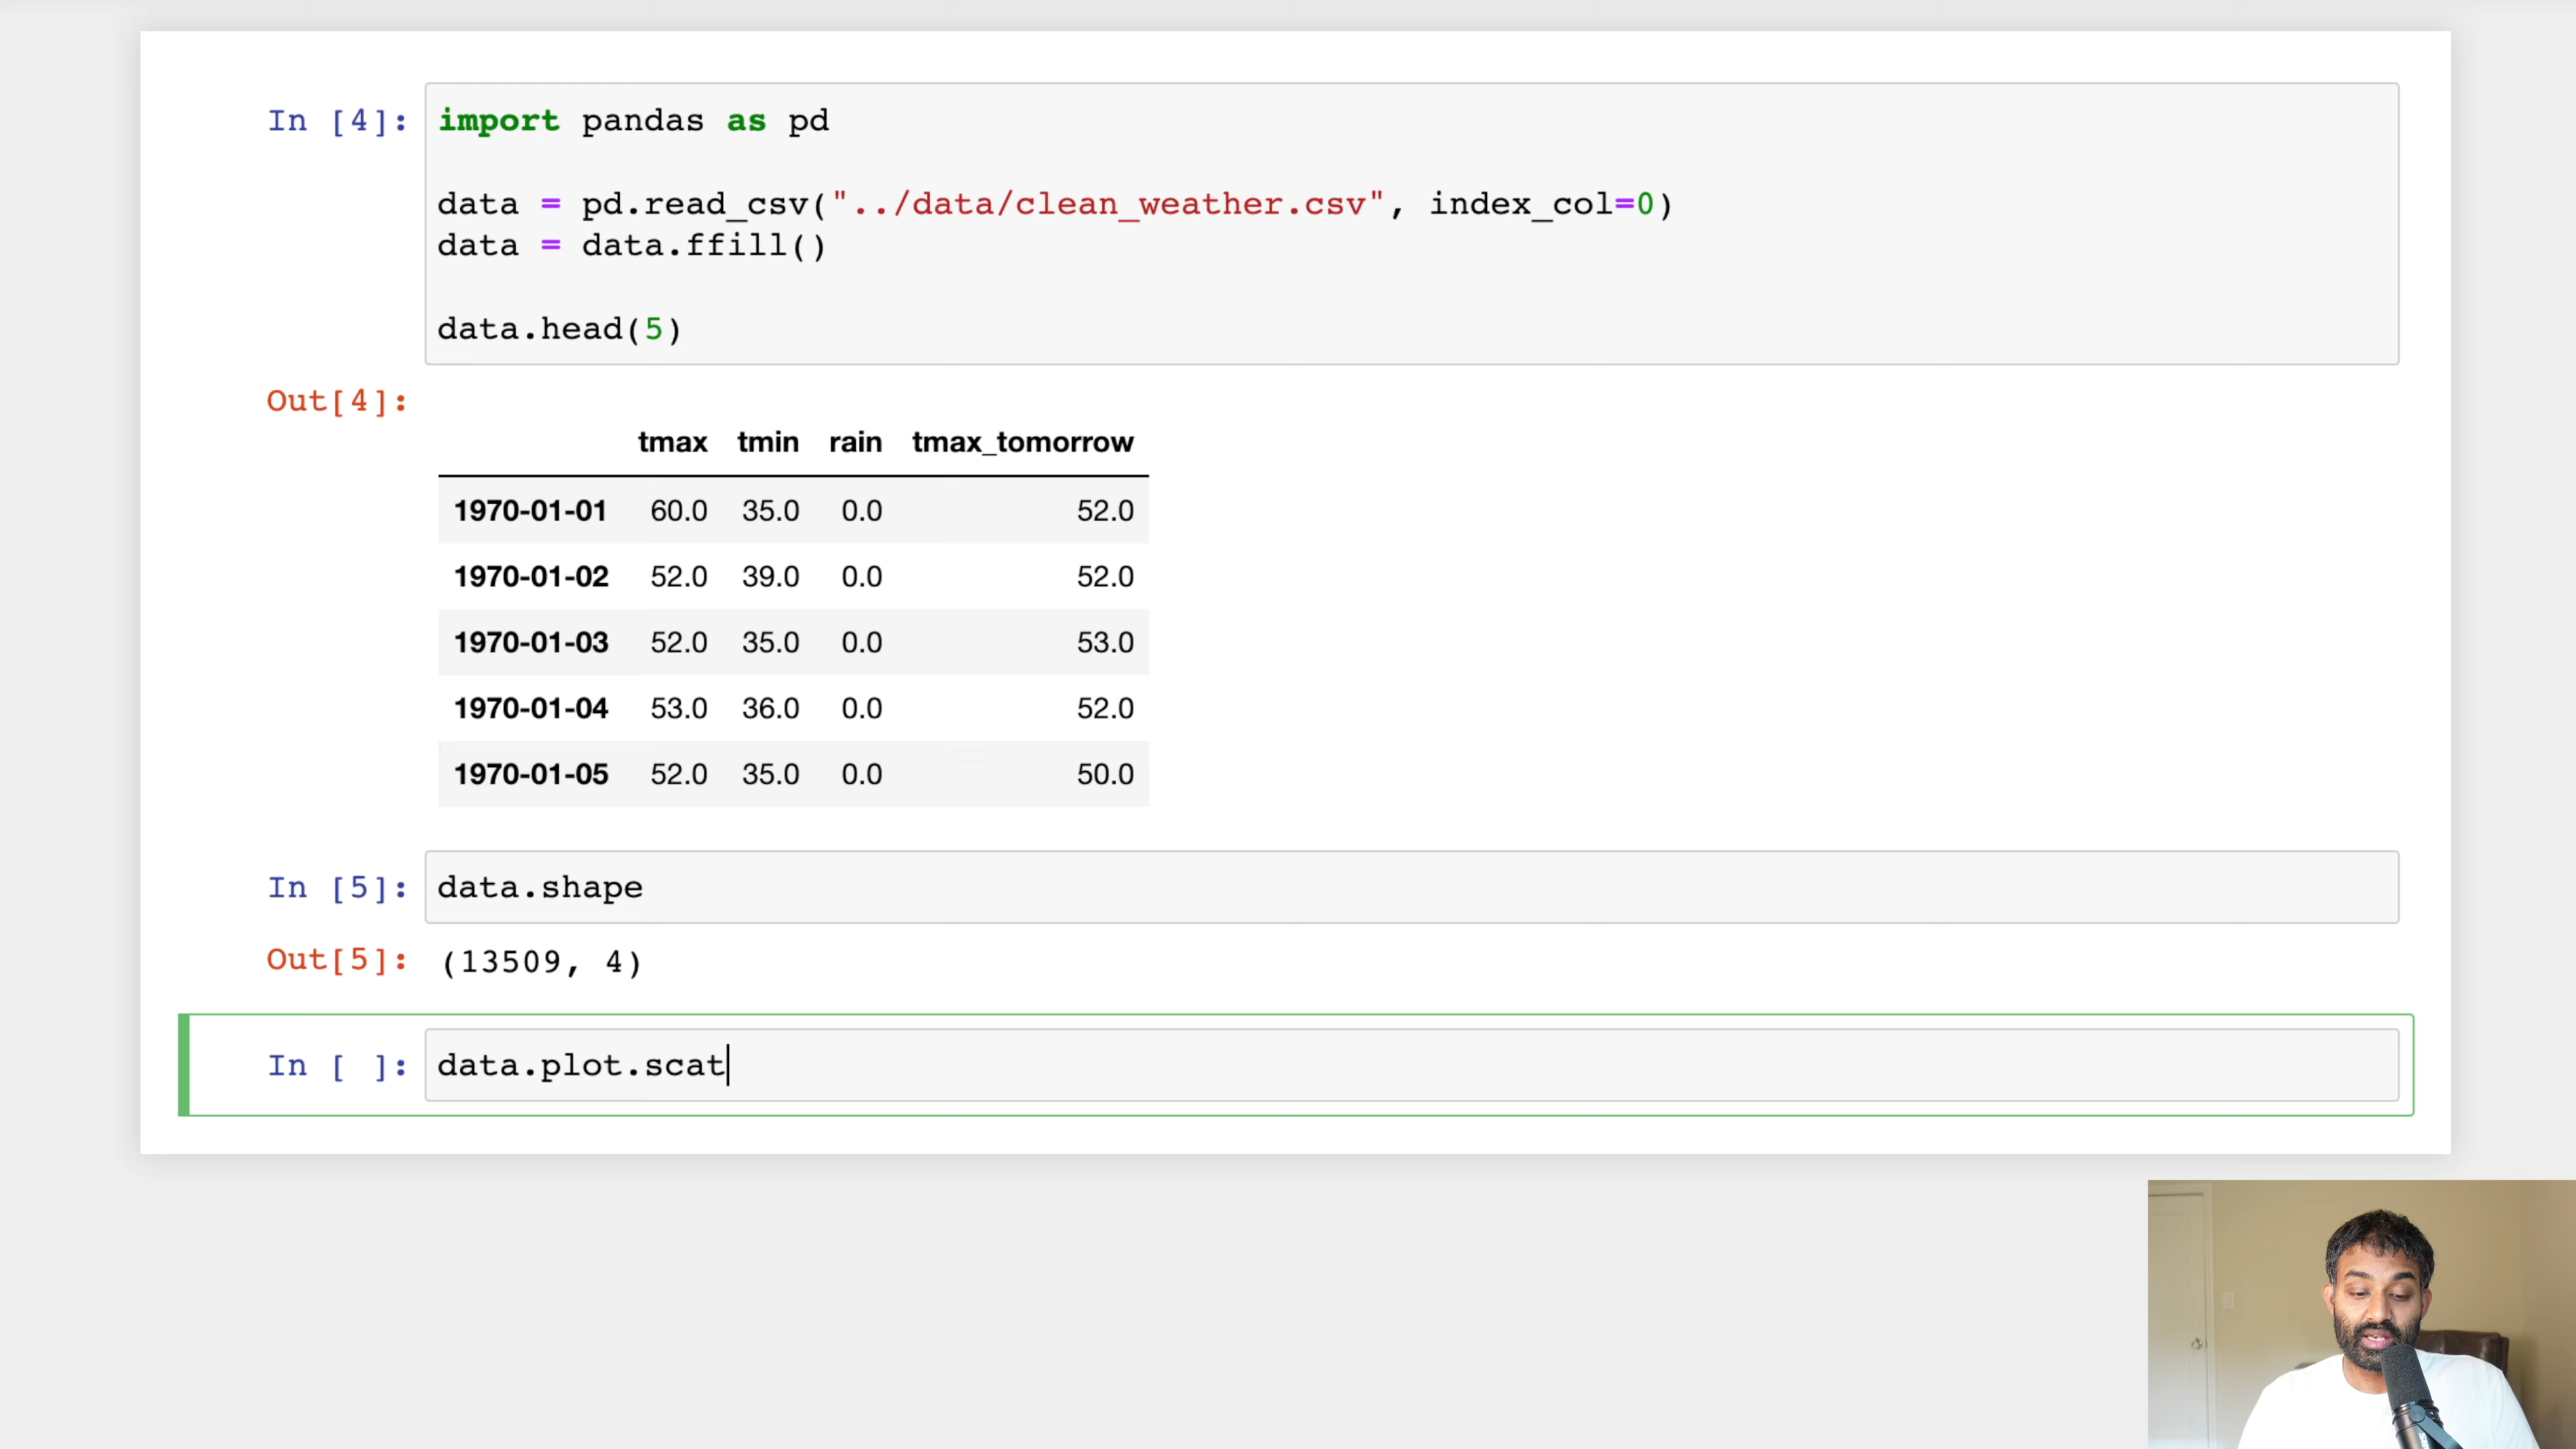 In [4]: import pandas as pd
data = pd.read_csv("../data/clean_weather.csv", index_col=0)
data = data.ffill()
data.head(5)
Out[4]:
tmax tmin rain tmax_tomorrow
1970-01-01 60.0 35.0 0.0 52.0
1970-01-02 52.0 39.0 0.0 52.0
1970-01-03 52.0 35.0 0.0 53.0
1970-01-04 53.0 36.0 0.0 52.0
1970-01-05 52.0 35.0 0.0 50.0
In [5]: data.shape
Out[5]: (13509, 4)
In [ ]: data.plot.scat